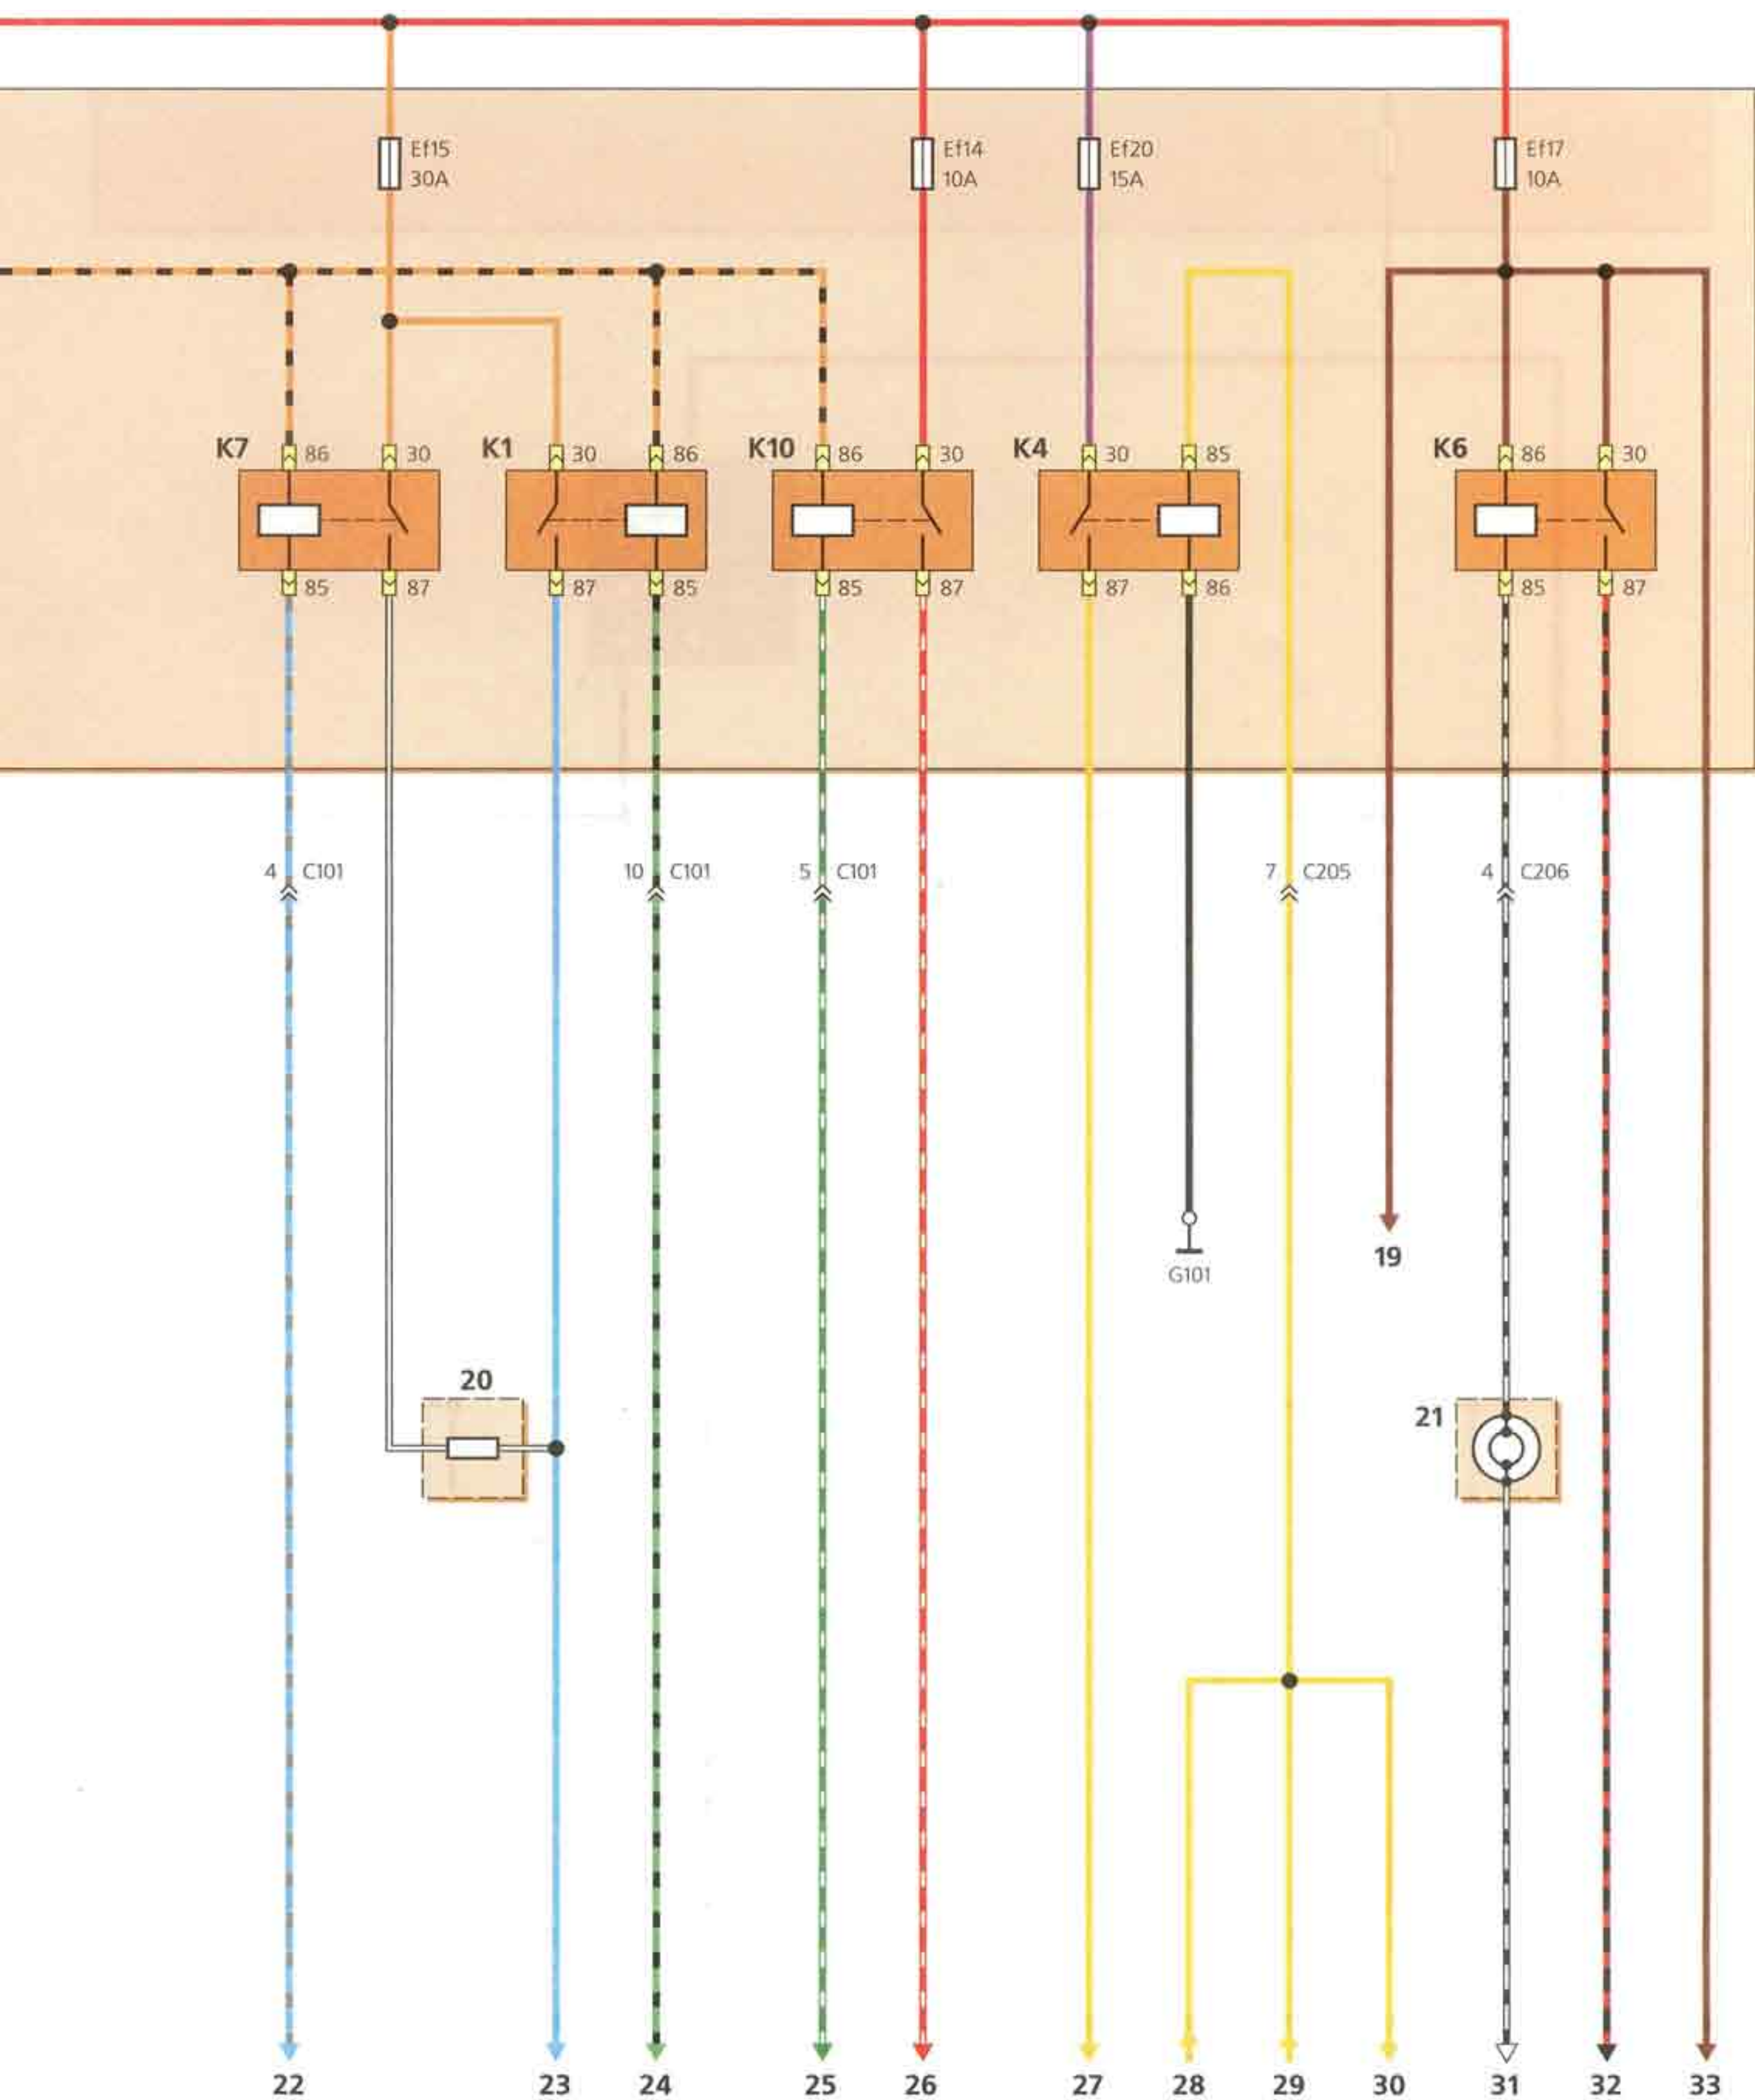 Ef15 Ef14 Ef20 Ef17
30A 10A 15A 10A
K7 86 30 K1 30 86 K10 86 30 K4 30 85 K6 86 30
85 87 87 85 85 87 87 86 85 87
4 C101 10 C101 5 C101 7 C205 4 C206
19
G101
20
21
22 23 24 25 26 27 28 29 30 31 32 33